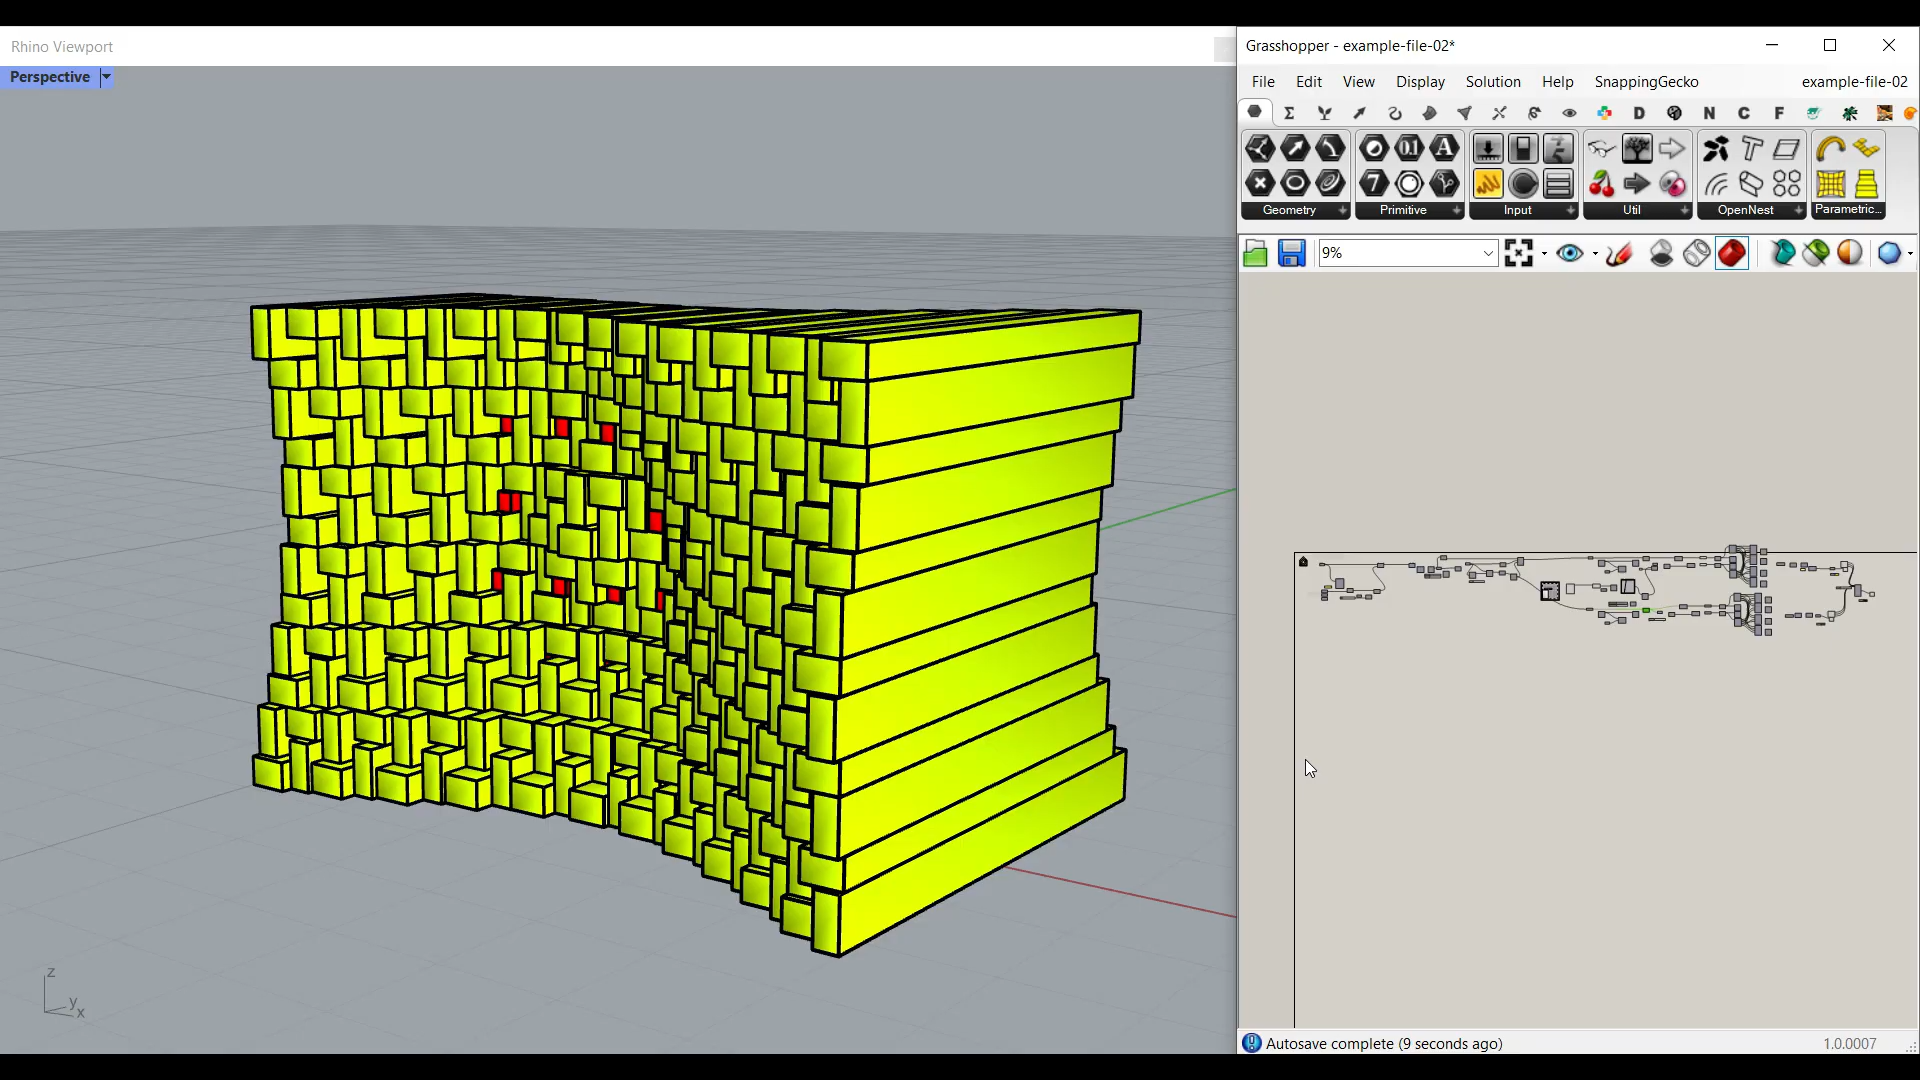 Rhino Viewport
Perspective
Grasshopper - example-file-02*
File Edit View Display Solution Help SnappingGecko example-file-02
D N C F
Geometry Primitive Input Util OpenNest Parametric...
9%
z
y
x
Autosave complete (9 seconds ago) 1.0.0007